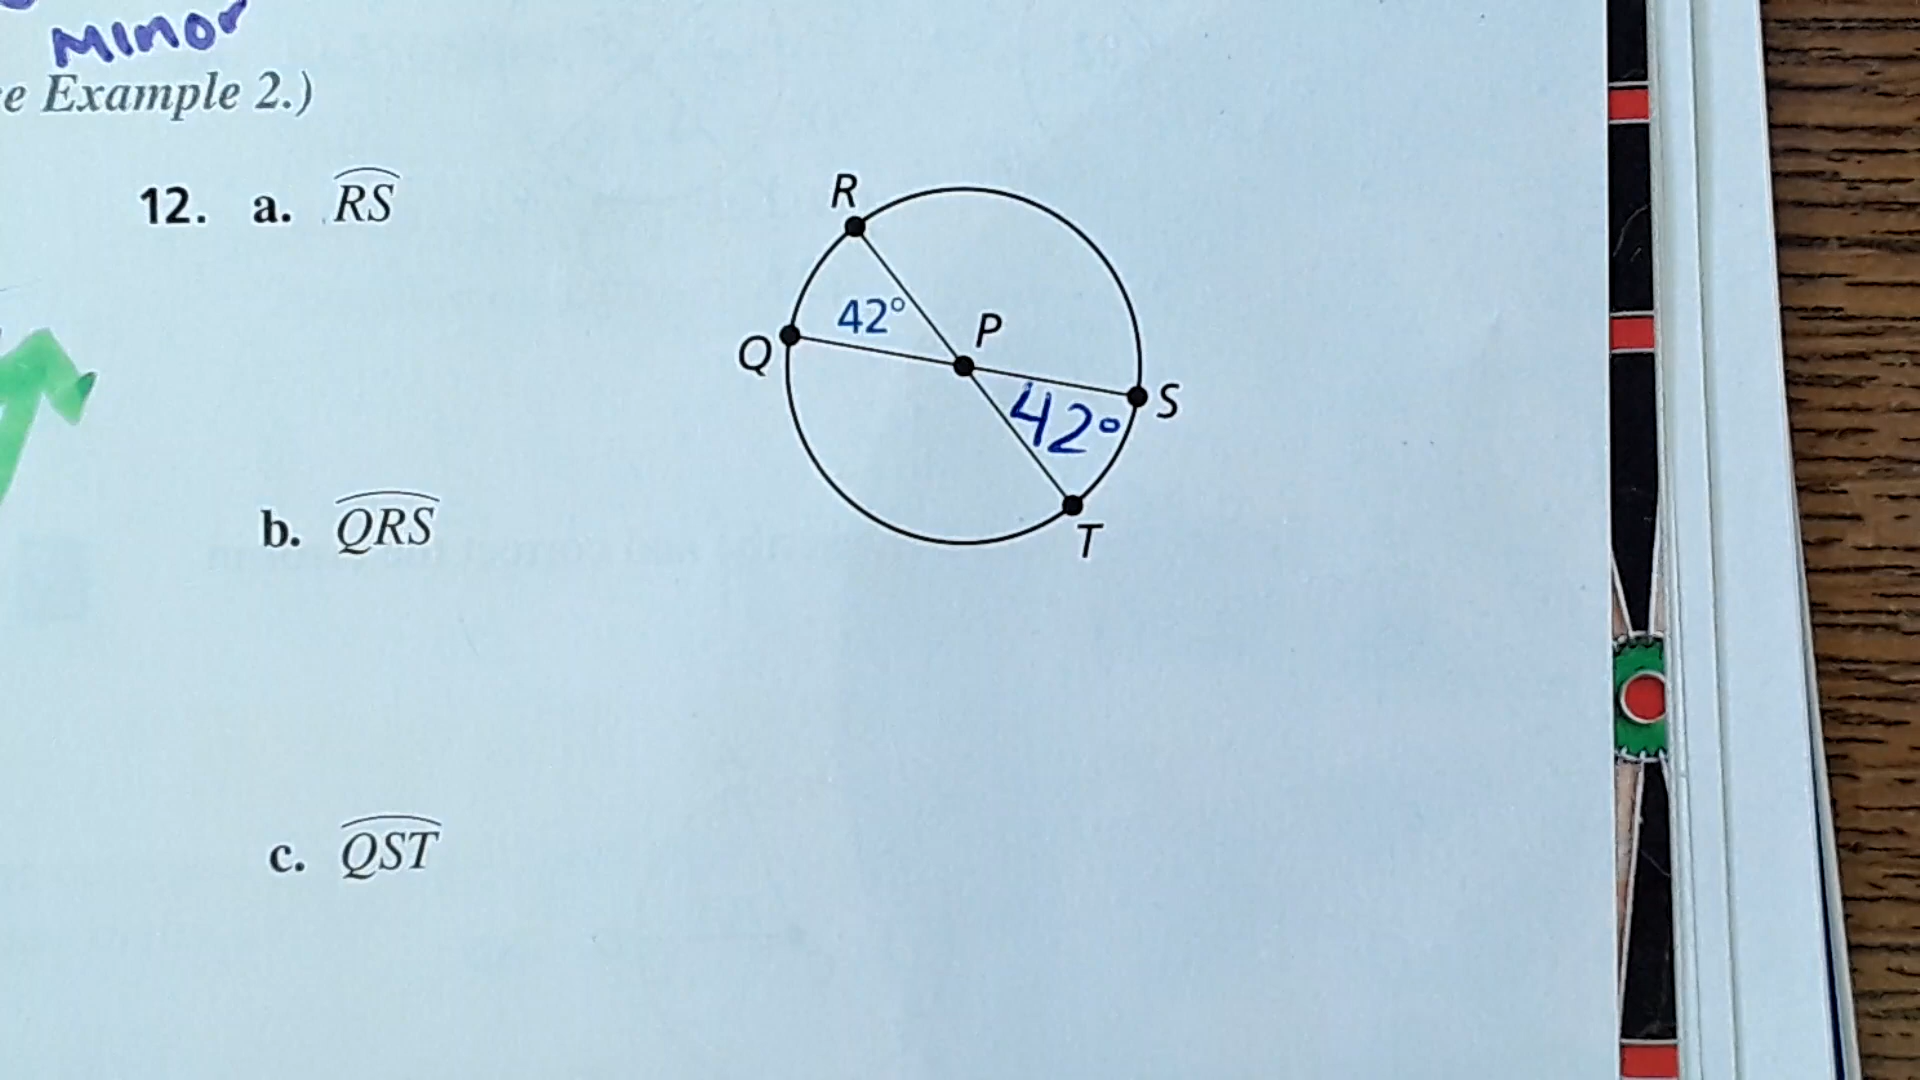 Minor
e Example 2.)
12. a. RS
R
42°
P
Q
S
42°
b. QRS
T
c. QST